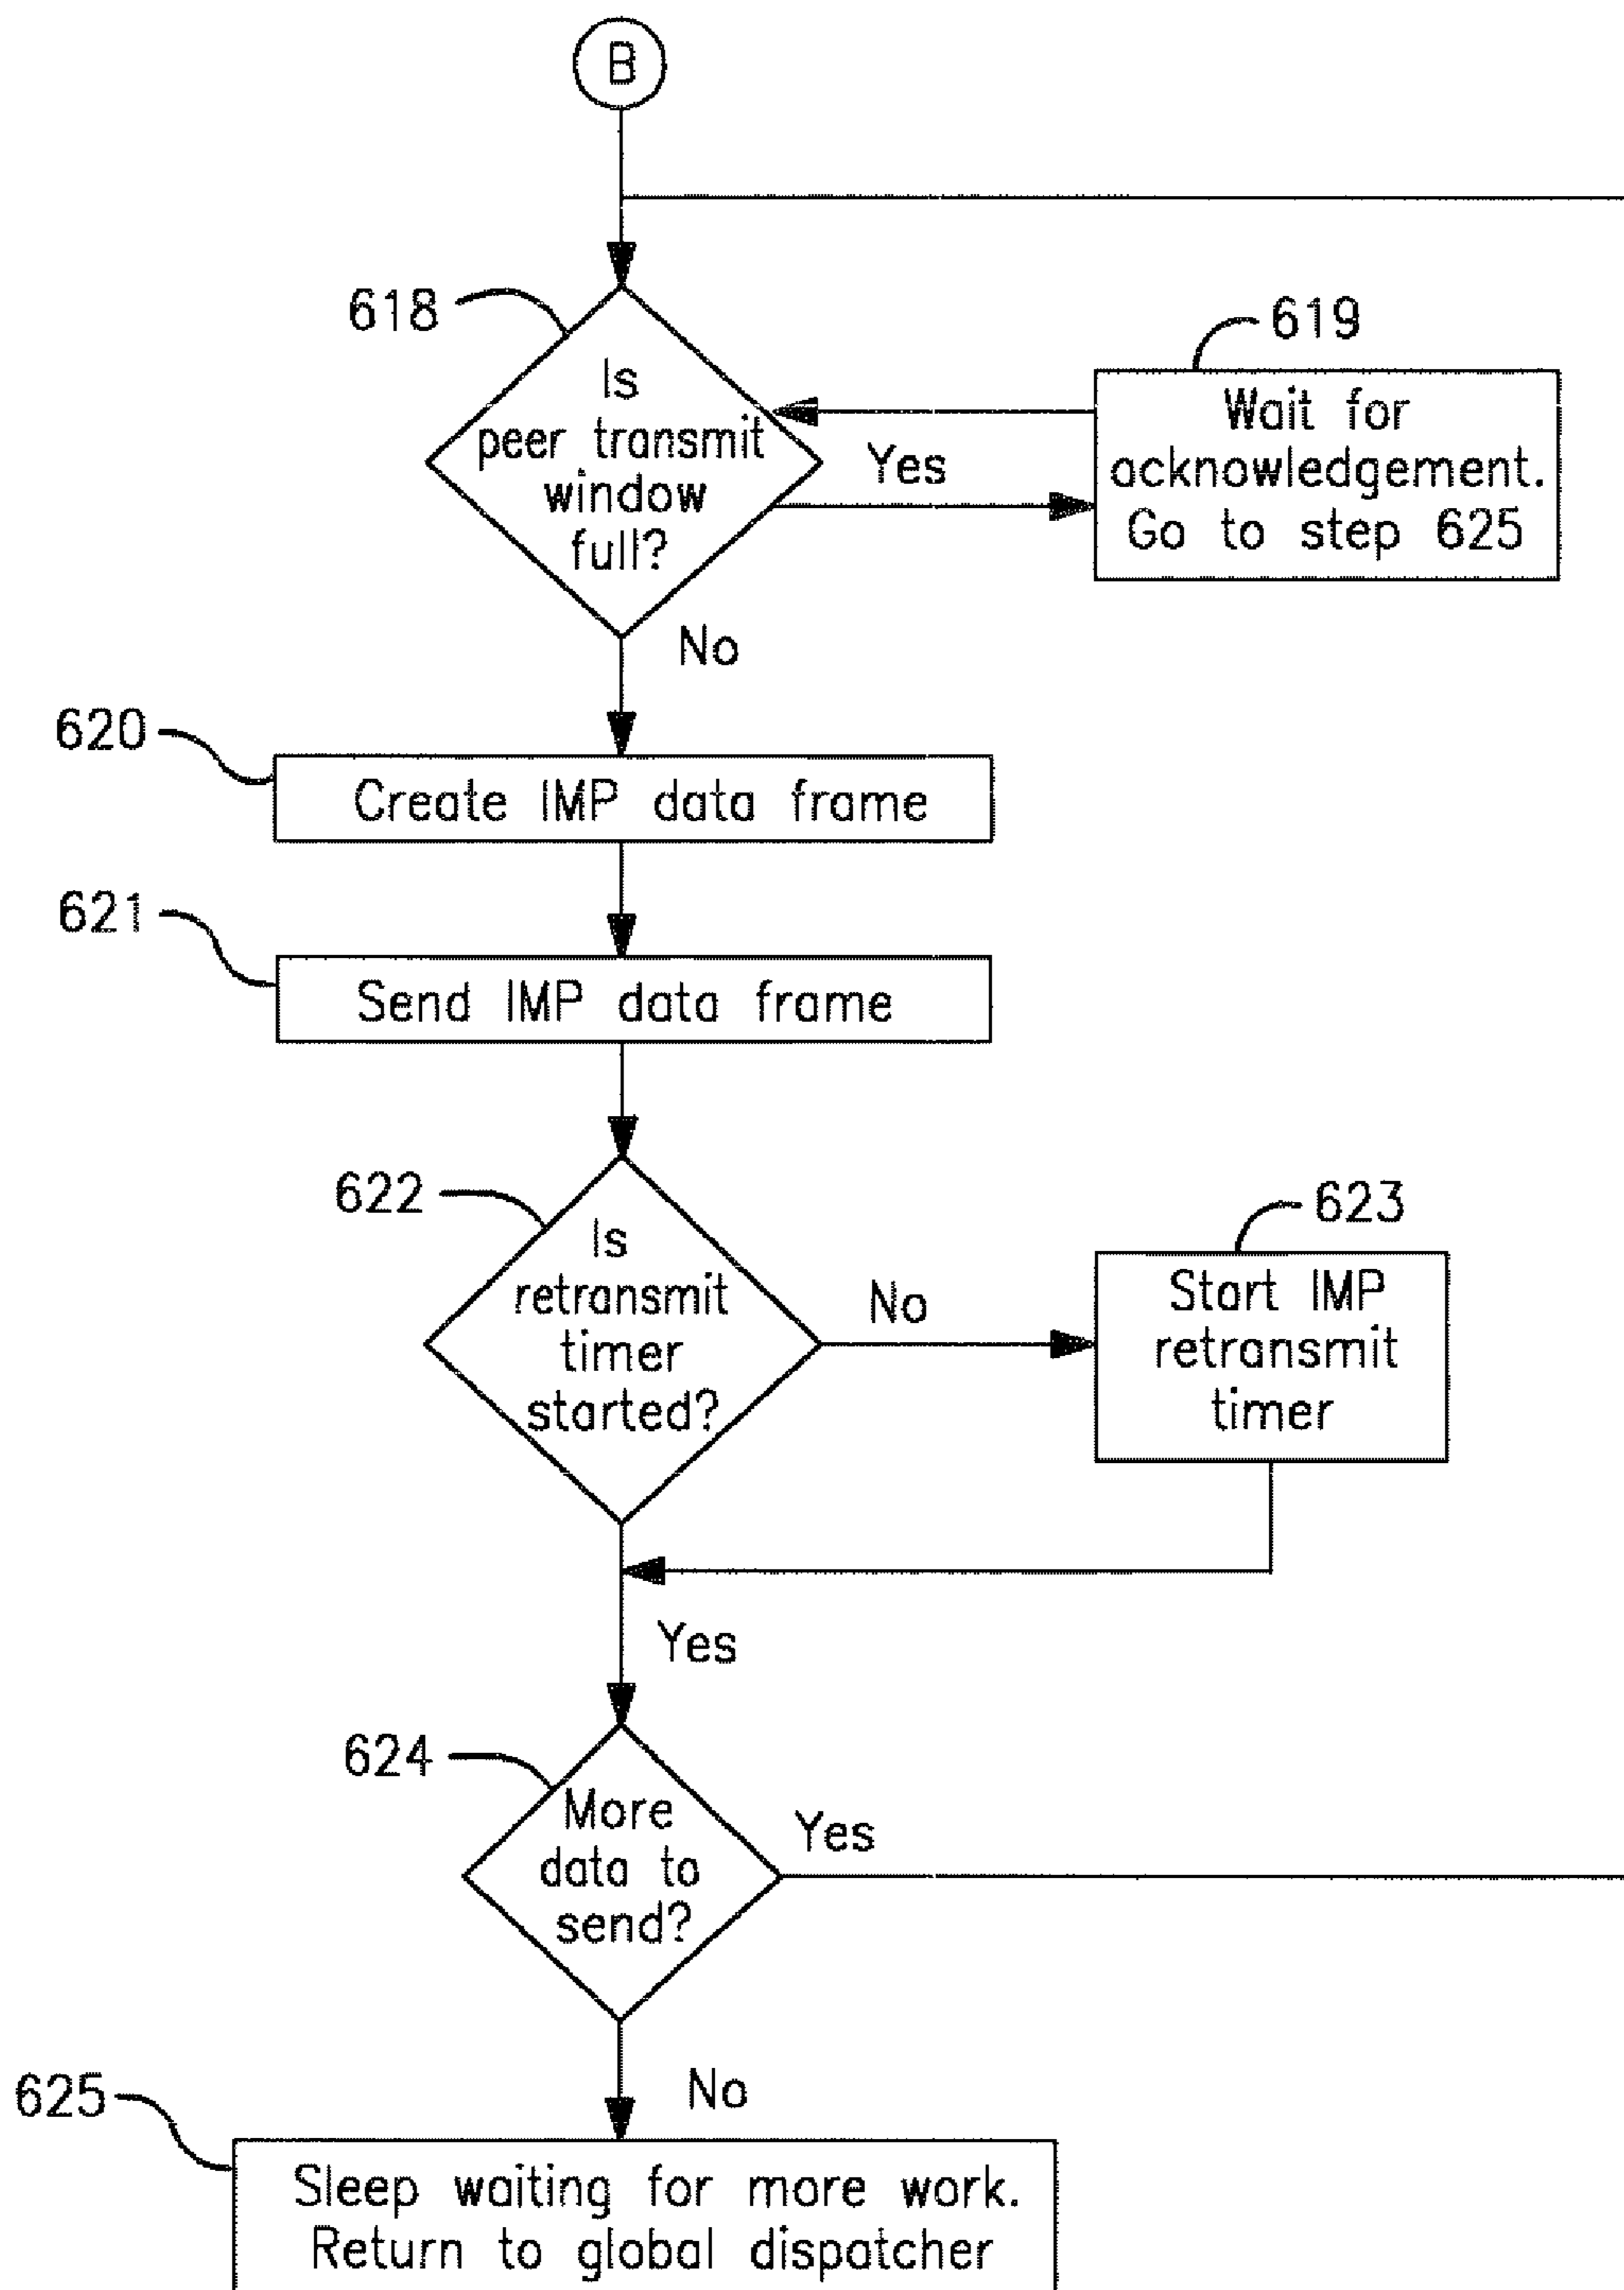 B
618
Is
peer transmit
window
full?
Yes
619
Wait for
acknowledgement.
Go to step 625
No
620
Create IMP data frame
621
Send IMP data frame
622
Is
retransmit
timer
started?
No
623
Start IMP
retransmit
timer
Yes
624
More
data to
send?
Yes
No
625
Sleep waiting for more work.
Return to global dispatcher